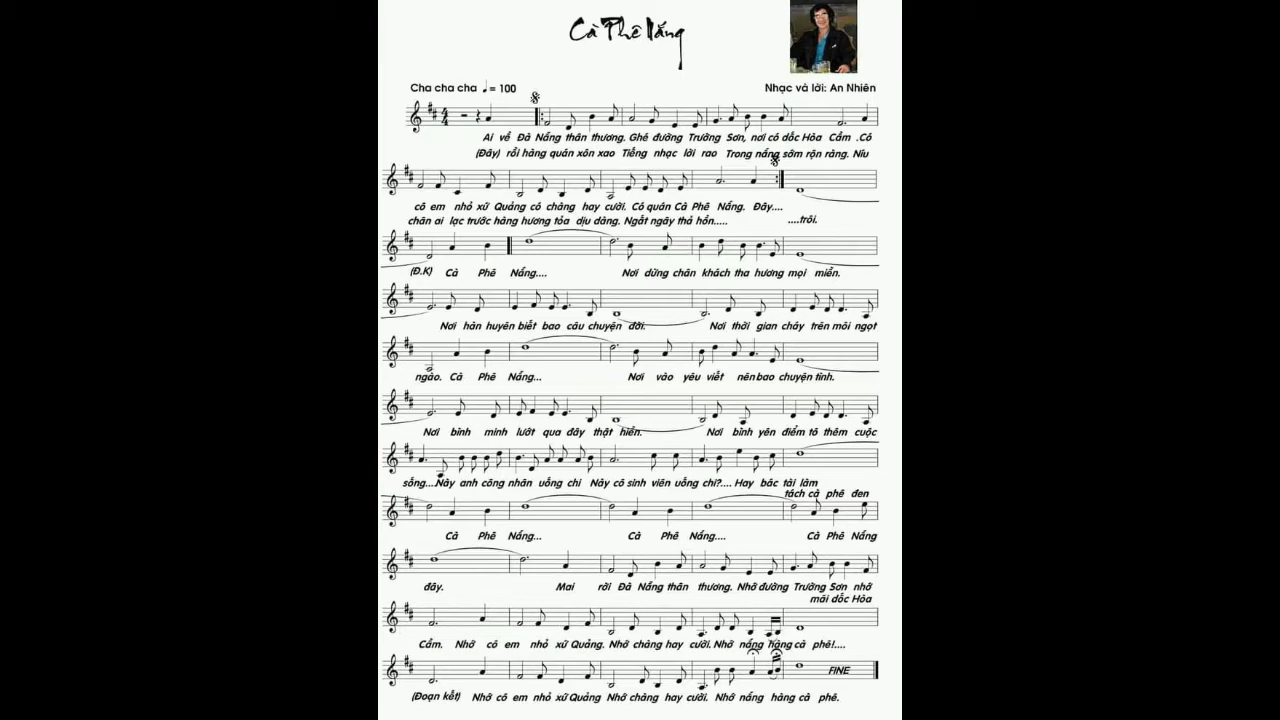 Cà Phê Nắng
Cha cha cha ♩= 100
Nhạc và lời: An Nhiên
Ai về Đà Nẵng thân thương. Ghé đường Trường Sơn, nơi có dốc Hòa Cầm .Có
(Đây) rồi hàng quán xôn xao Tiếng nhạc lời rao Trong nắng sớm rộn ràng. Níu
cô em nhỏ xứ Quảng có chàng hay cười. Có quán Cà Phê Nắng. Đây....
chân ai lạc trước hàng hương tỏa dịu dàng. Ngắt ngây thả hồn..... ....trôi.
(Đ.K) Cà Phê Nắng.... Nơi dừng chân khách tha hương mọi miền.
Nơi hàn huyên biết bao câu chuyện đời. Nơi thời gian cháy trên môi ngọt
ngào. Cà Phê Nắng... Nơi vào yêu viết nên bao chuyện tình.
Nơi bình minh lướt qua đây thật hiền. Nơi bình yên điểm tô thêm cuộc
sống...Này anh công nhân uống chi Này cô sinh viên uống chi?.... Hay bác tài làm
tách cà phê đen
Cà Phê Nắng... Cà Phê Nắng.... Cà Phê Nắng
đây. Mai rời Đà Nẵng thân thương. Nhớ đường Trường Sơn nhớ
mãi dốc Hòa
Cầm. Nhớ cô em nhỏ xứ Quảng. Nhớ chàng hay cười. Nhớ nắng hàng cà phê!....
FINE
(Đoạn kết) Nhớ cô em nhỏ xứ Quảng Nhớ chàng hay cười. Nhớ nắng hàng cà phê.